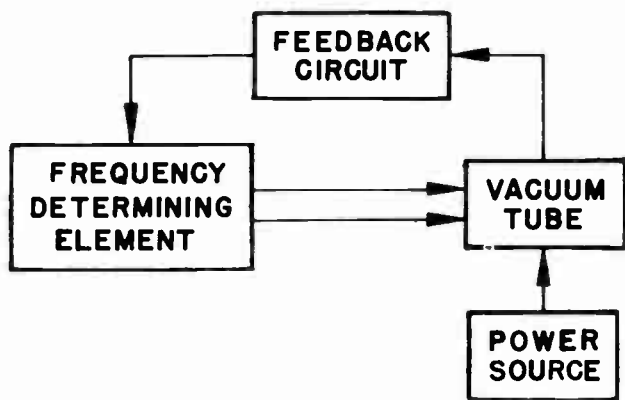 FEEDBACK
CIRCUIT
FREQUENCY
DETERMINING
ELEMENT
VACUUM
TUBE
POWER
SOURCE